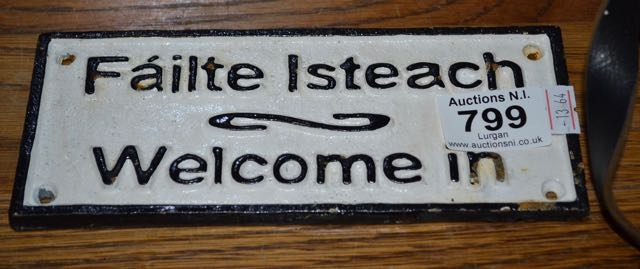 Fáilte Isteach
Welcome in
Auctions N.I.
799
Lurgan
www.auctionsni.co.uk
-13-64